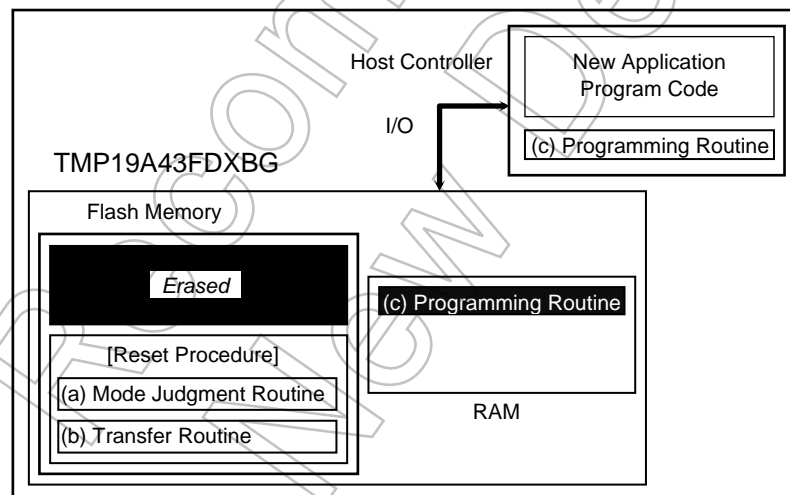 Host Controller
New Application
Program Code
I/O
(c) Programming Routine
TMP19A43FDXBG
Flash Memory
Erased
(c) Programming Routine
[Reset Procedure]
(a) Mode Judgment Routine
(b) Transfer Routine
RAM